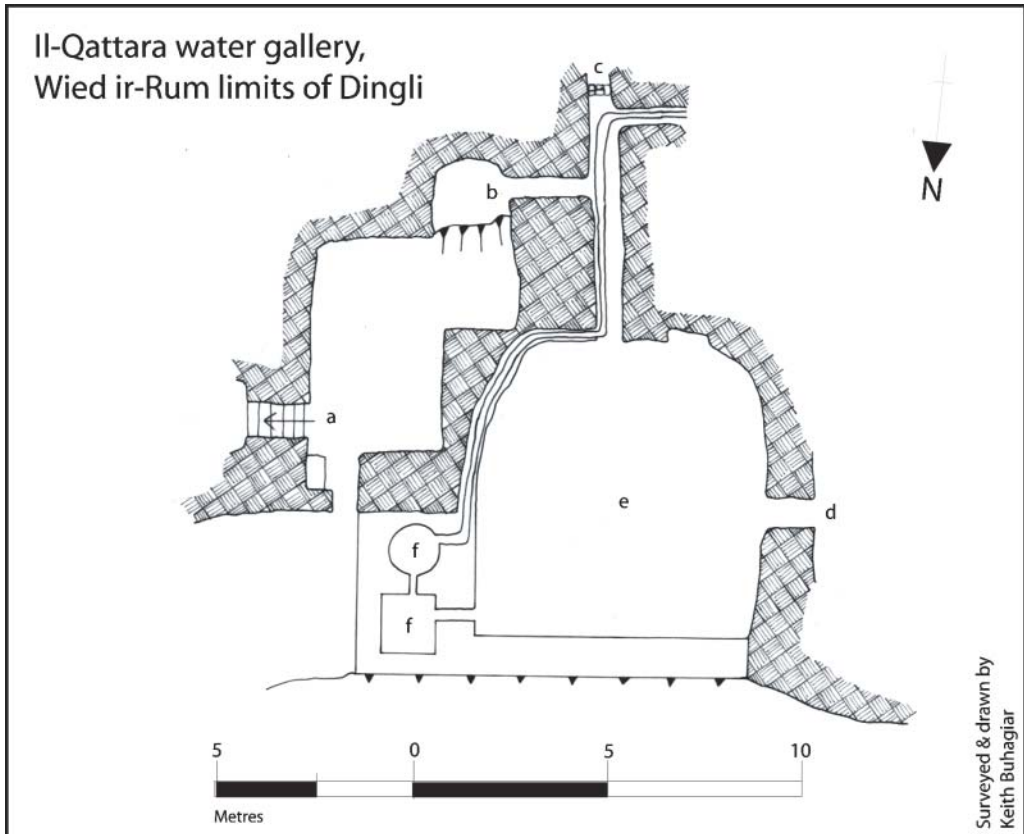 Il-Qattara water gallery,
Wied ir-Rum limits of Dingli
c
N
b
a
e
d
f
f
5 0 5 10
Metres
Surveyed & drawn by
Keith Buhagiar